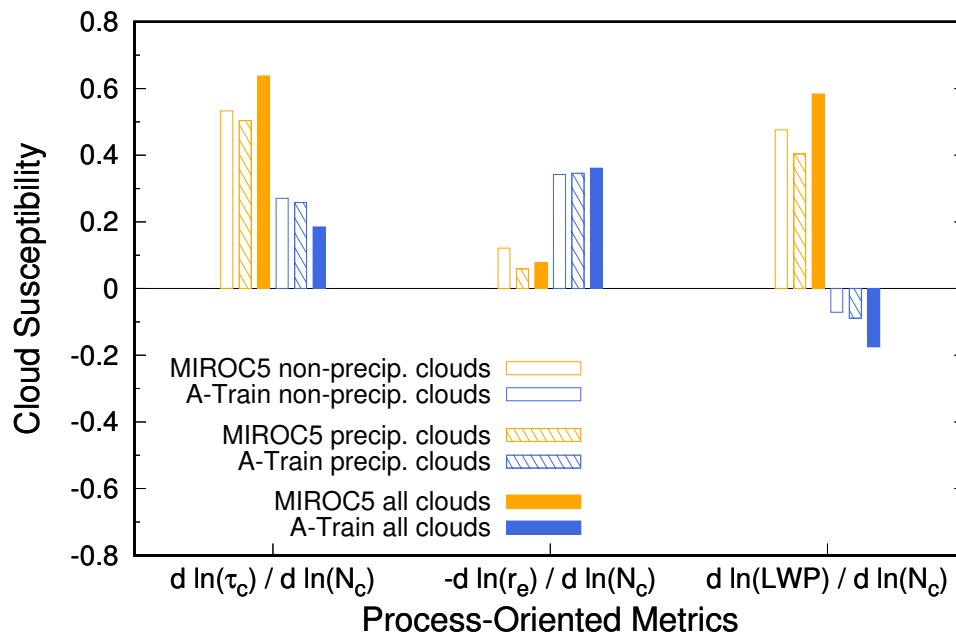 0.8
0.6
0.4
0.2
0
-0.2
-0.4
-0.6
-0.8
Cloud Susceptibility
MIROC5 non-precip. clouds
A-Train non-precip. clouds
MIROC5 precip. clouds
A-Train precip. clouds
MIROC5 all clouds
A-Train all clouds
d ln(τc) / d ln(Nc)
-d ln(re) / d ln(Nc)
d ln(LWP) / d ln(Nc)
Process-Oriented Metrics